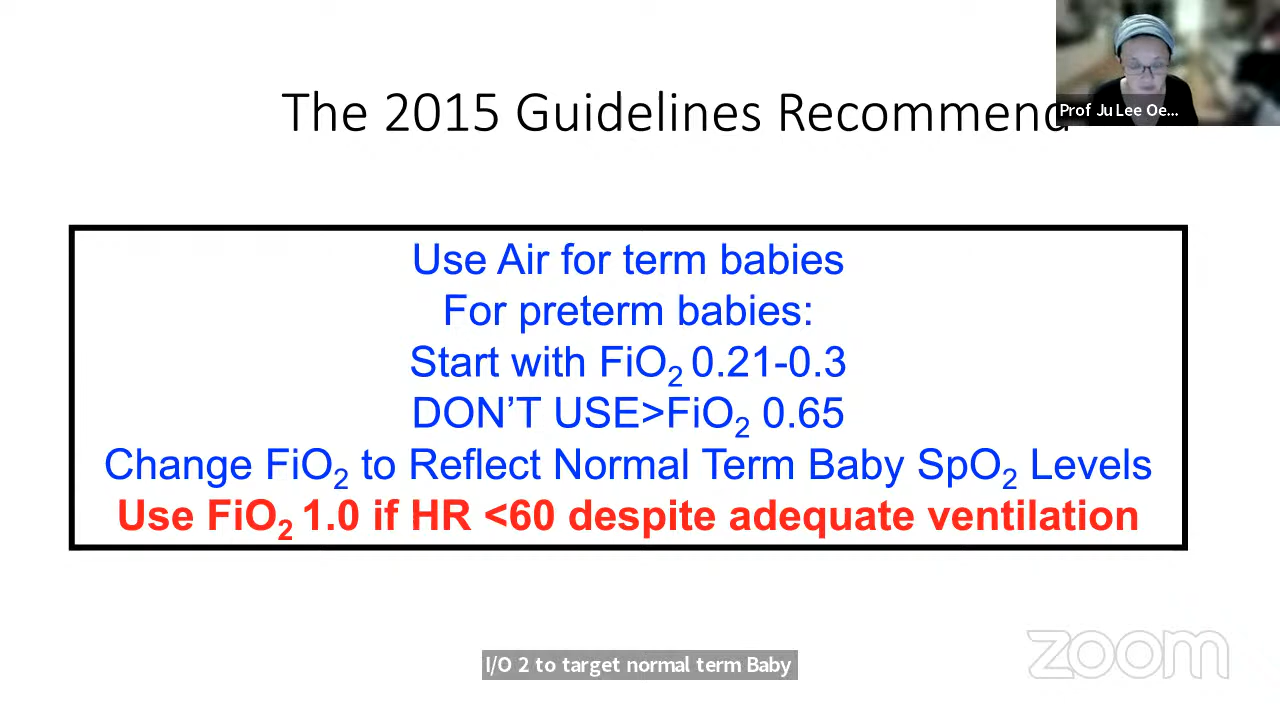 The 2015 Guidelines Recommend
Prof Ju Lee Oe...
Use Air for term babies
For preterm babies:
Start with FiO₂ 0.21-0.3
DON’T USE>FiO₂ 0.65
Change FiO₂ to Reflect Normal Term Baby SpO₂ Levels
Use FiO₂ 1.0 if HR <60 despite adequate ventilation
zoom
I/O 2 to target normal term Baby